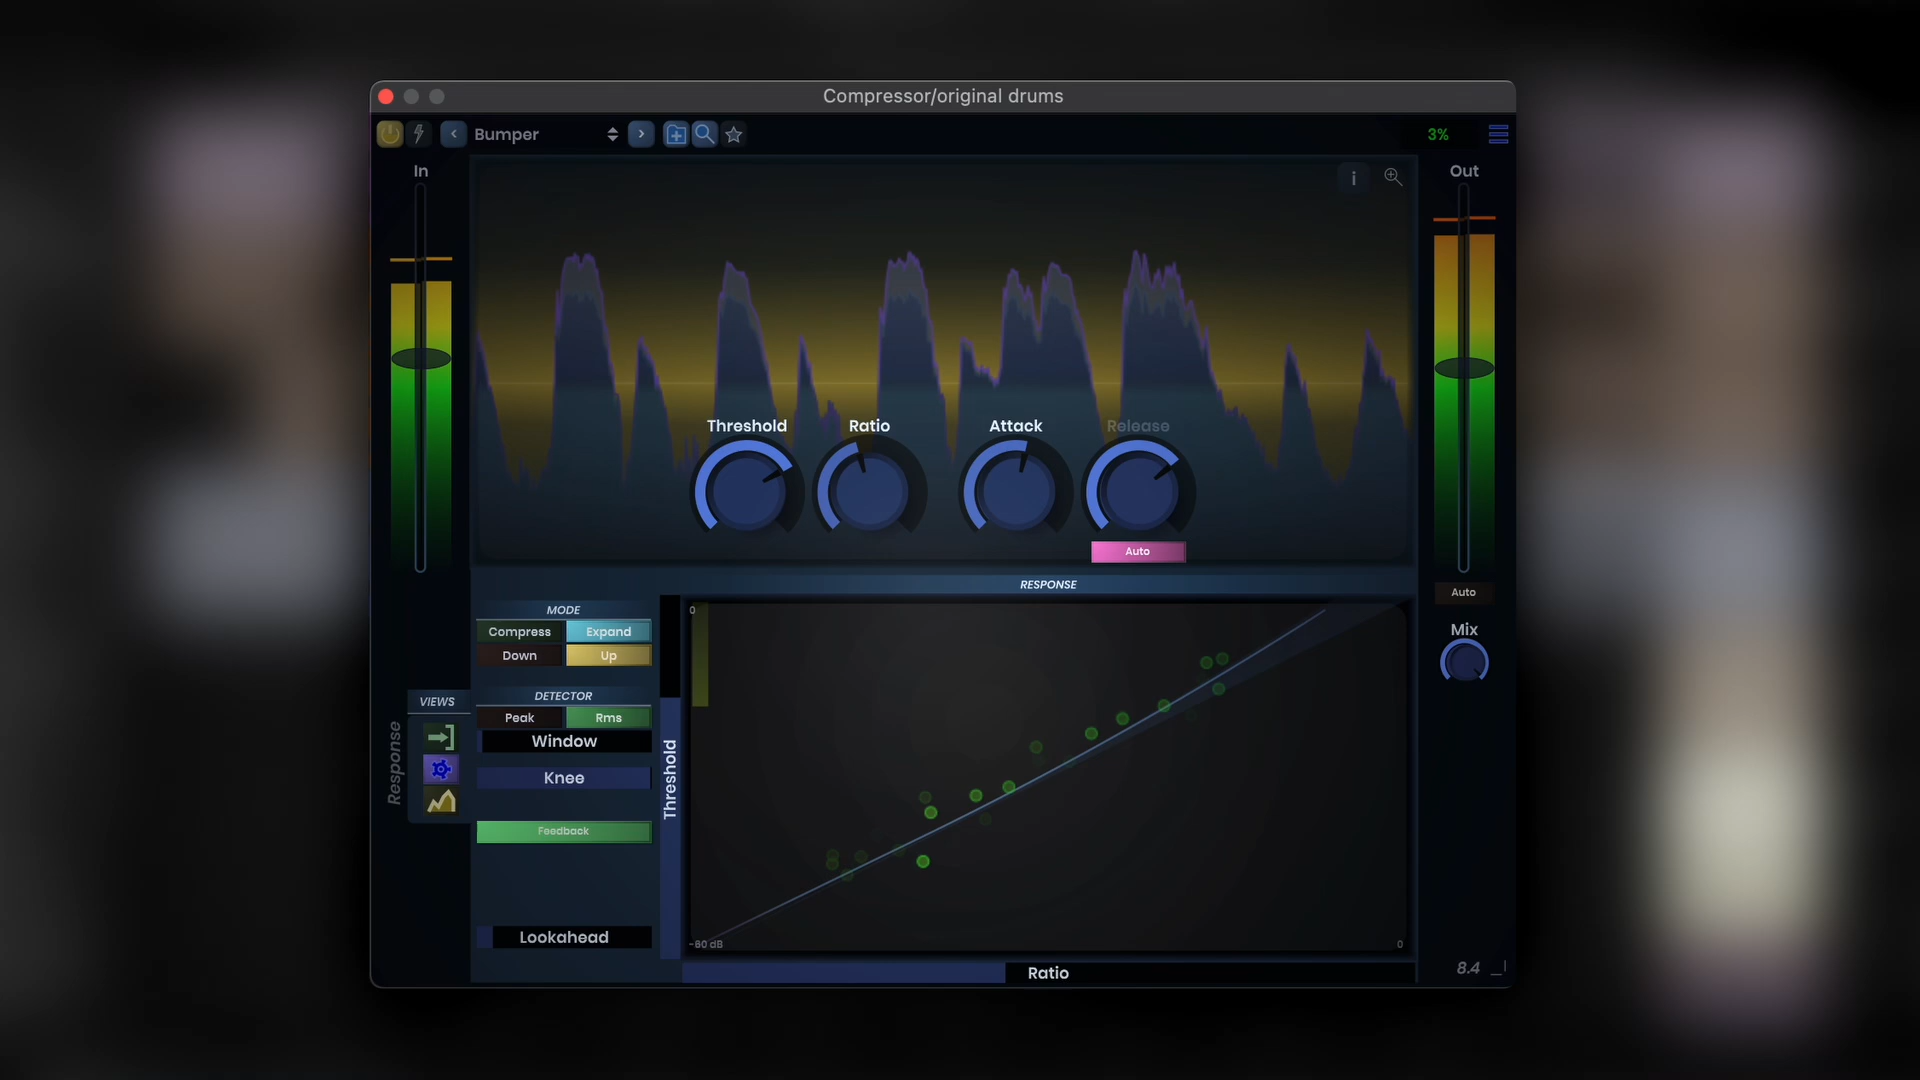 Compressor/original drums
Bumper
3%
In
Out
i
Threshold
Ratio
Attack
Release
Auto
RESPONSE
MODE
Compress
Expand
Down
Up
DETECTOR
Peak
Rms
Window
Knee
Feedback
Lookahead
VIEWS
Response
Threshold
0
-60 dB
0
Ratio
Auto
Mix
8.4